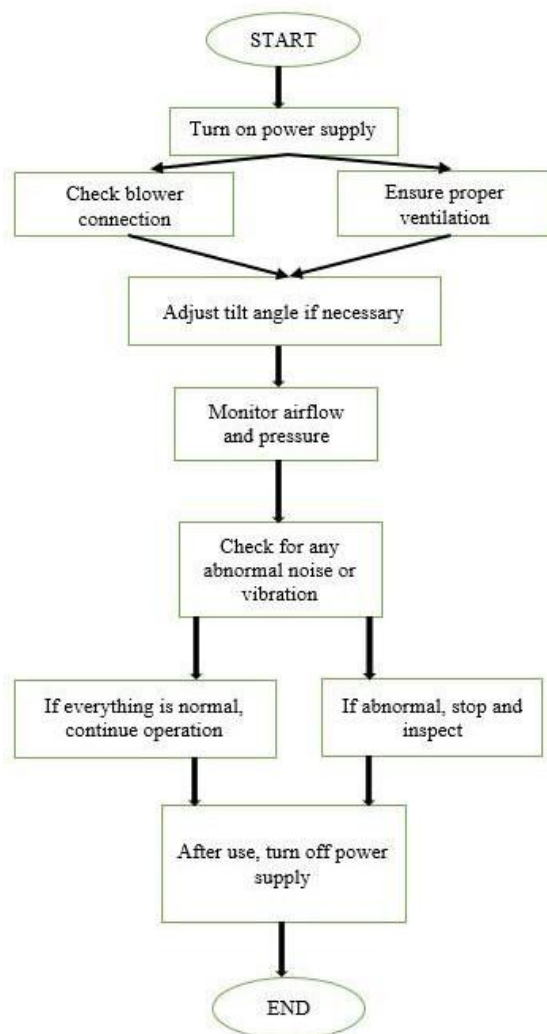 START
Turn on power supply
Check blower
connection
Ensure proper
ventilation
Adjust tilt angle if necessary
Monitor airflow
and pressure
Check for any
abnormal noise or
vibration
If everything is normal,
continue operation
If abnormal, stop and
inspect
After use, turn off power
supply
END